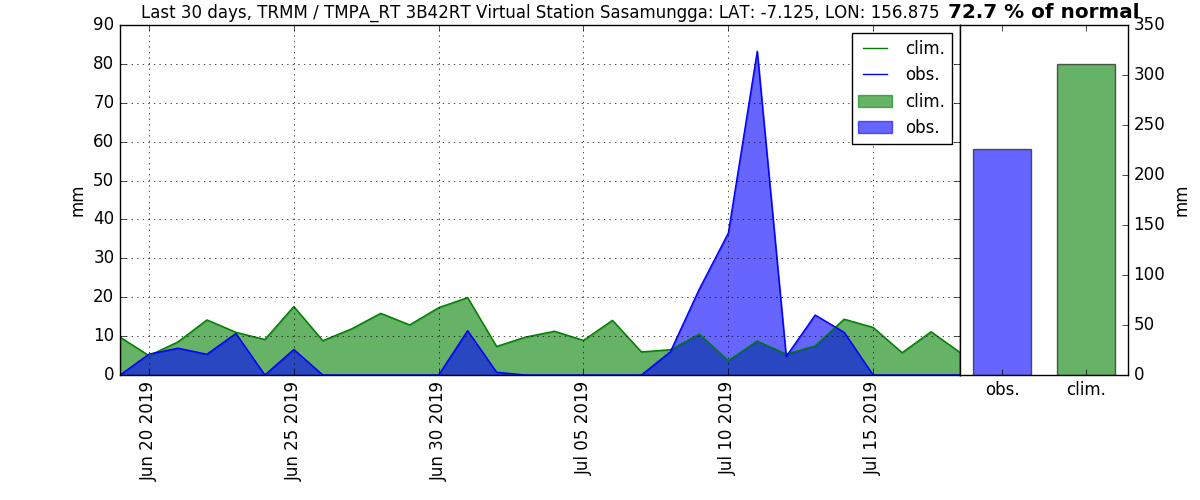 Last 30 days, TRMM / TMPA_RT 3B42RT Virtual Station Sasamungga: LAT: -7.125, LON: 156.875 72.7 % of normal
90
80
70
60
50
40
30
20
10
0
mm
clim.
obs.
clim.
obs.
Jun 20 2019
Jun 25 2019
Jun 30 2019
Jul 05 2019
Jul 10 2019
Jul 15 2019
350
300
250
200
150
100
50
0
mm
obs. clim.